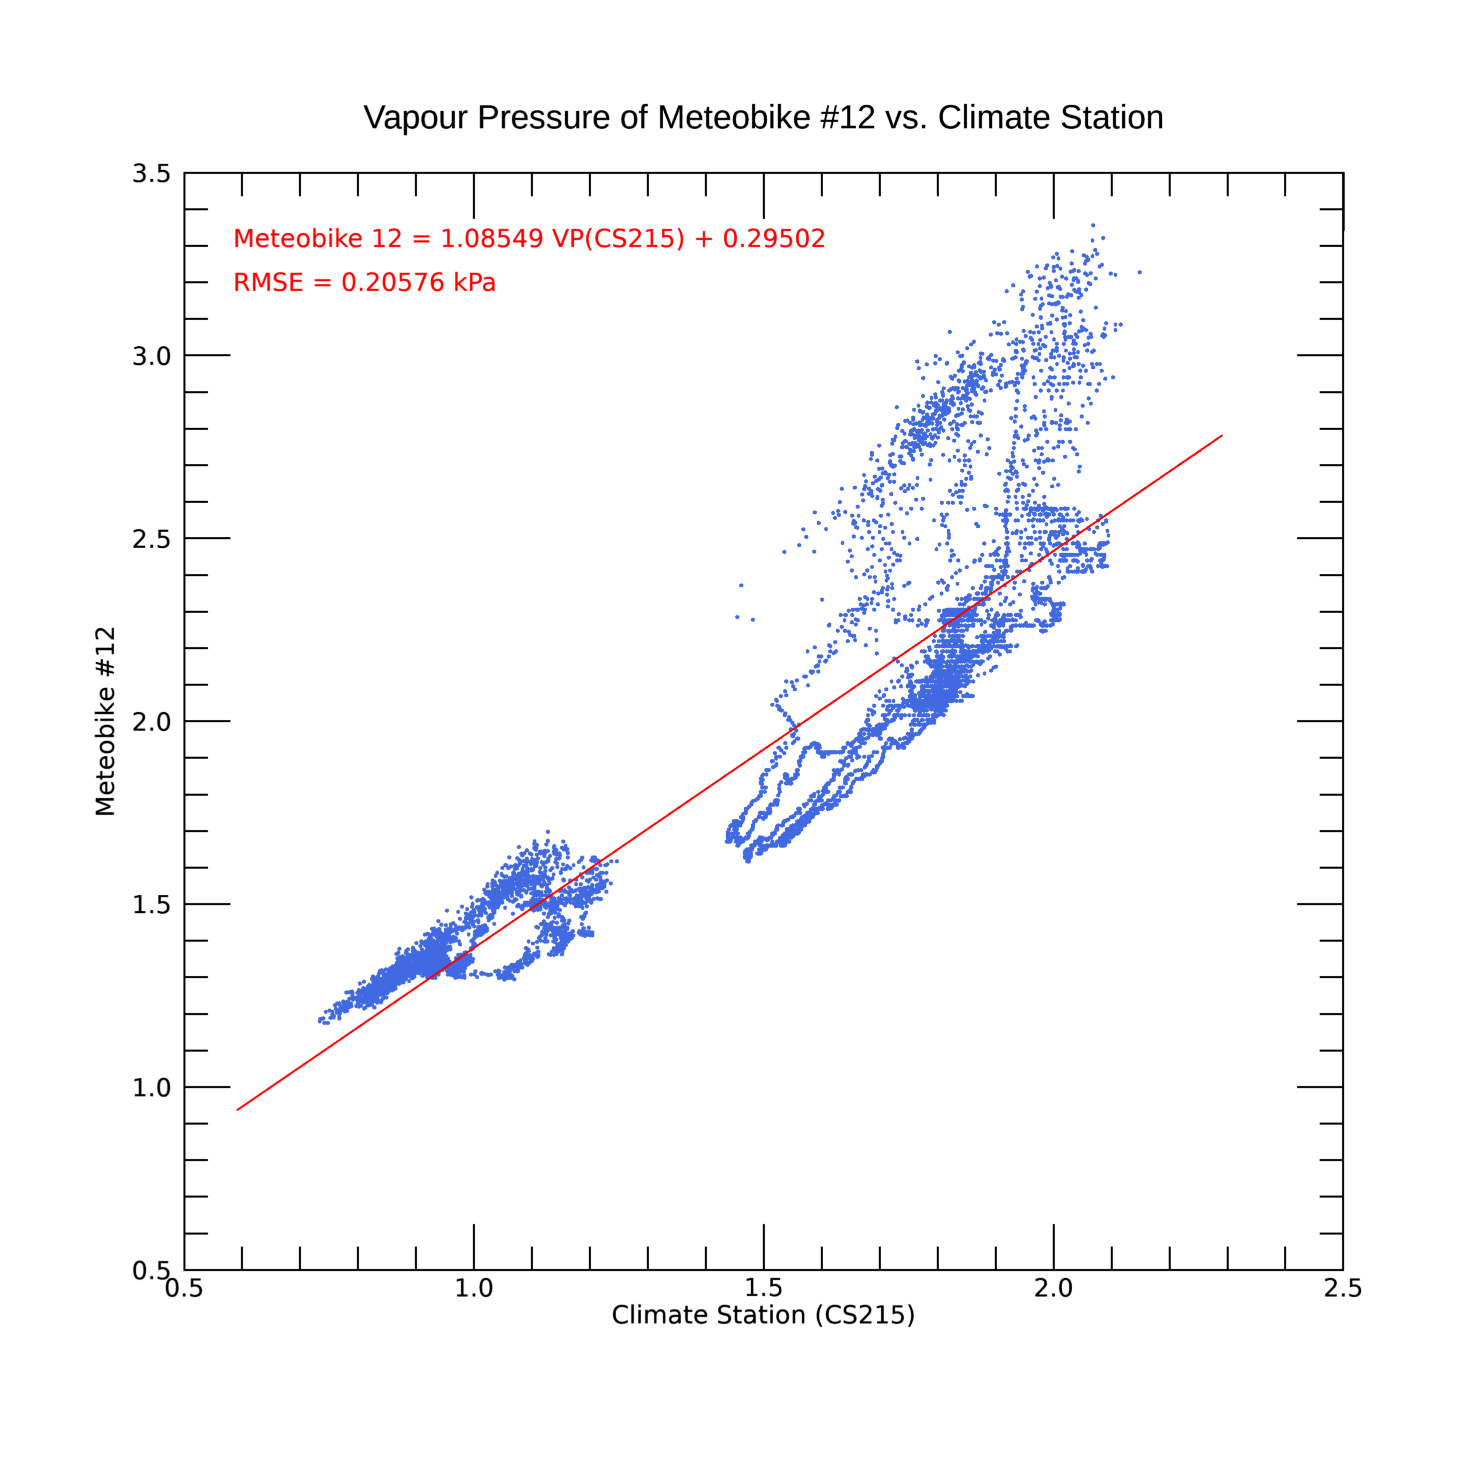 Vapour Pressure of Meteobike #12 vs. Climate Station
3.5
Meteobike 12 = 1.08549 VP(CS215) + 0.29502
RMSE = 0.20576 kPa
3.0
2.5
Meteobike #12
2.0
1.5
1.0
0.5
0.5 1.0 1.5 2.0 2.5
Climate Station (CS215)